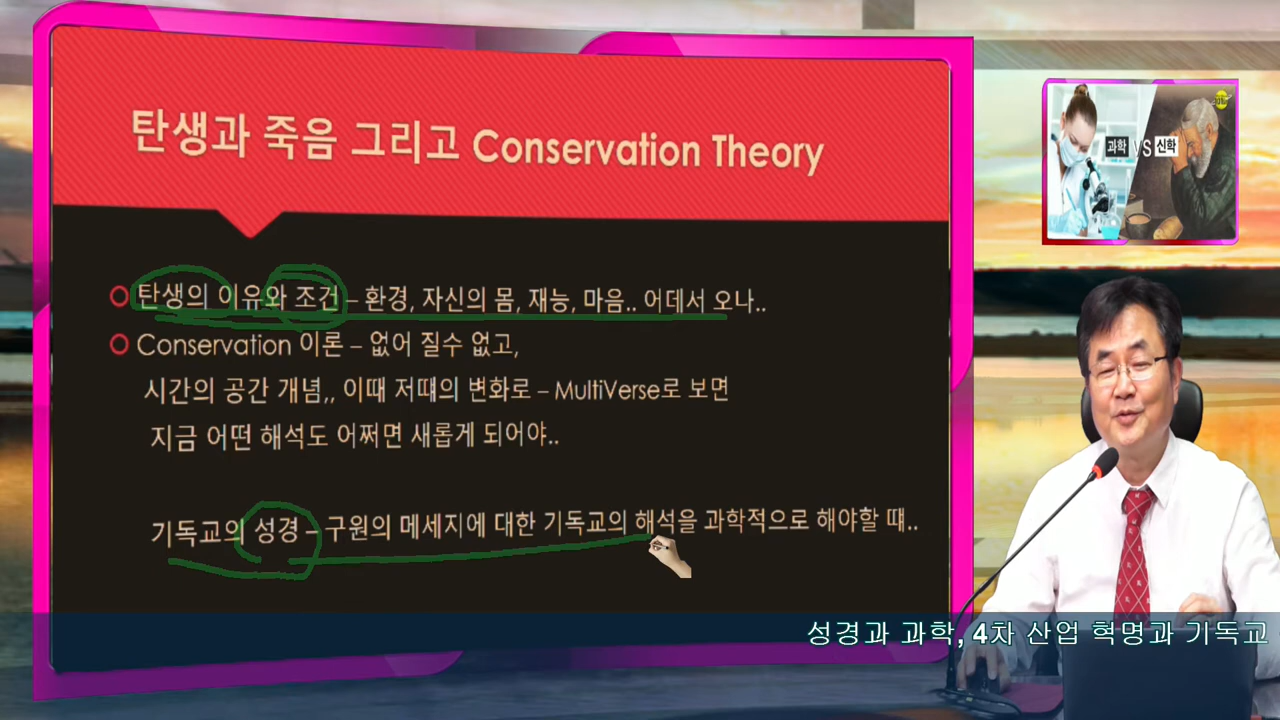 탄생과 죽음 그리고 Conservation Theory
탄생의 이유와 조건 – 환경, 자신의 몸, 재능, 마음.. 어데서 오나..
Conservation 이론 – 없어 질수 없고,
시간의 공간 개념,, 이때 저때의 변화로 – MultiVerse로 보면
지금 어떤 해석도 어쩌면 새롭게 되어야..
기독교의 성경 – 구원의 메세지에 대한 기독교의 해석을 과학적으로 해야할 떄..
과학 VS 신학
성경과 과학, 4차 산업 혁명과 기독교